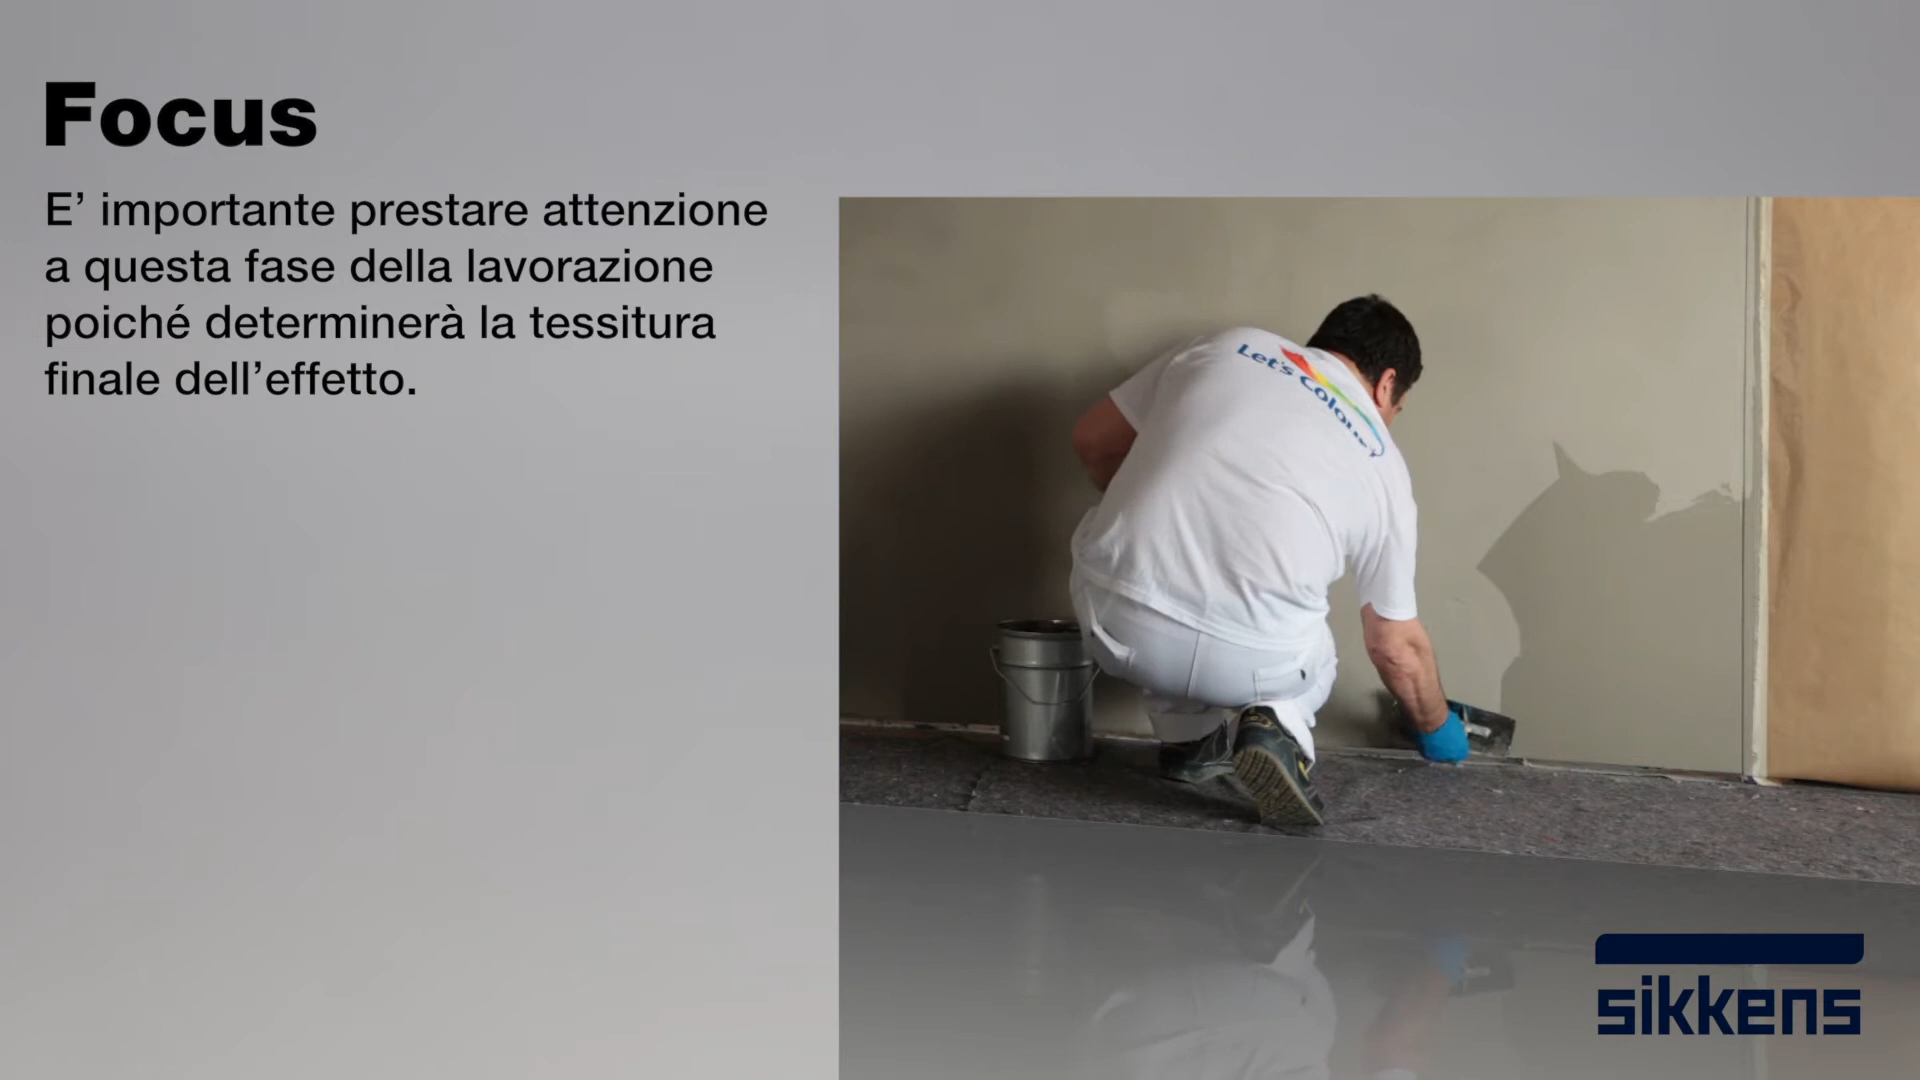 Focus
E’ importante prestare attenzione
a questa fase della lavorazione
poiché determinerà la tessitura
finale dell’effetto.
Let's Colour
sikkens